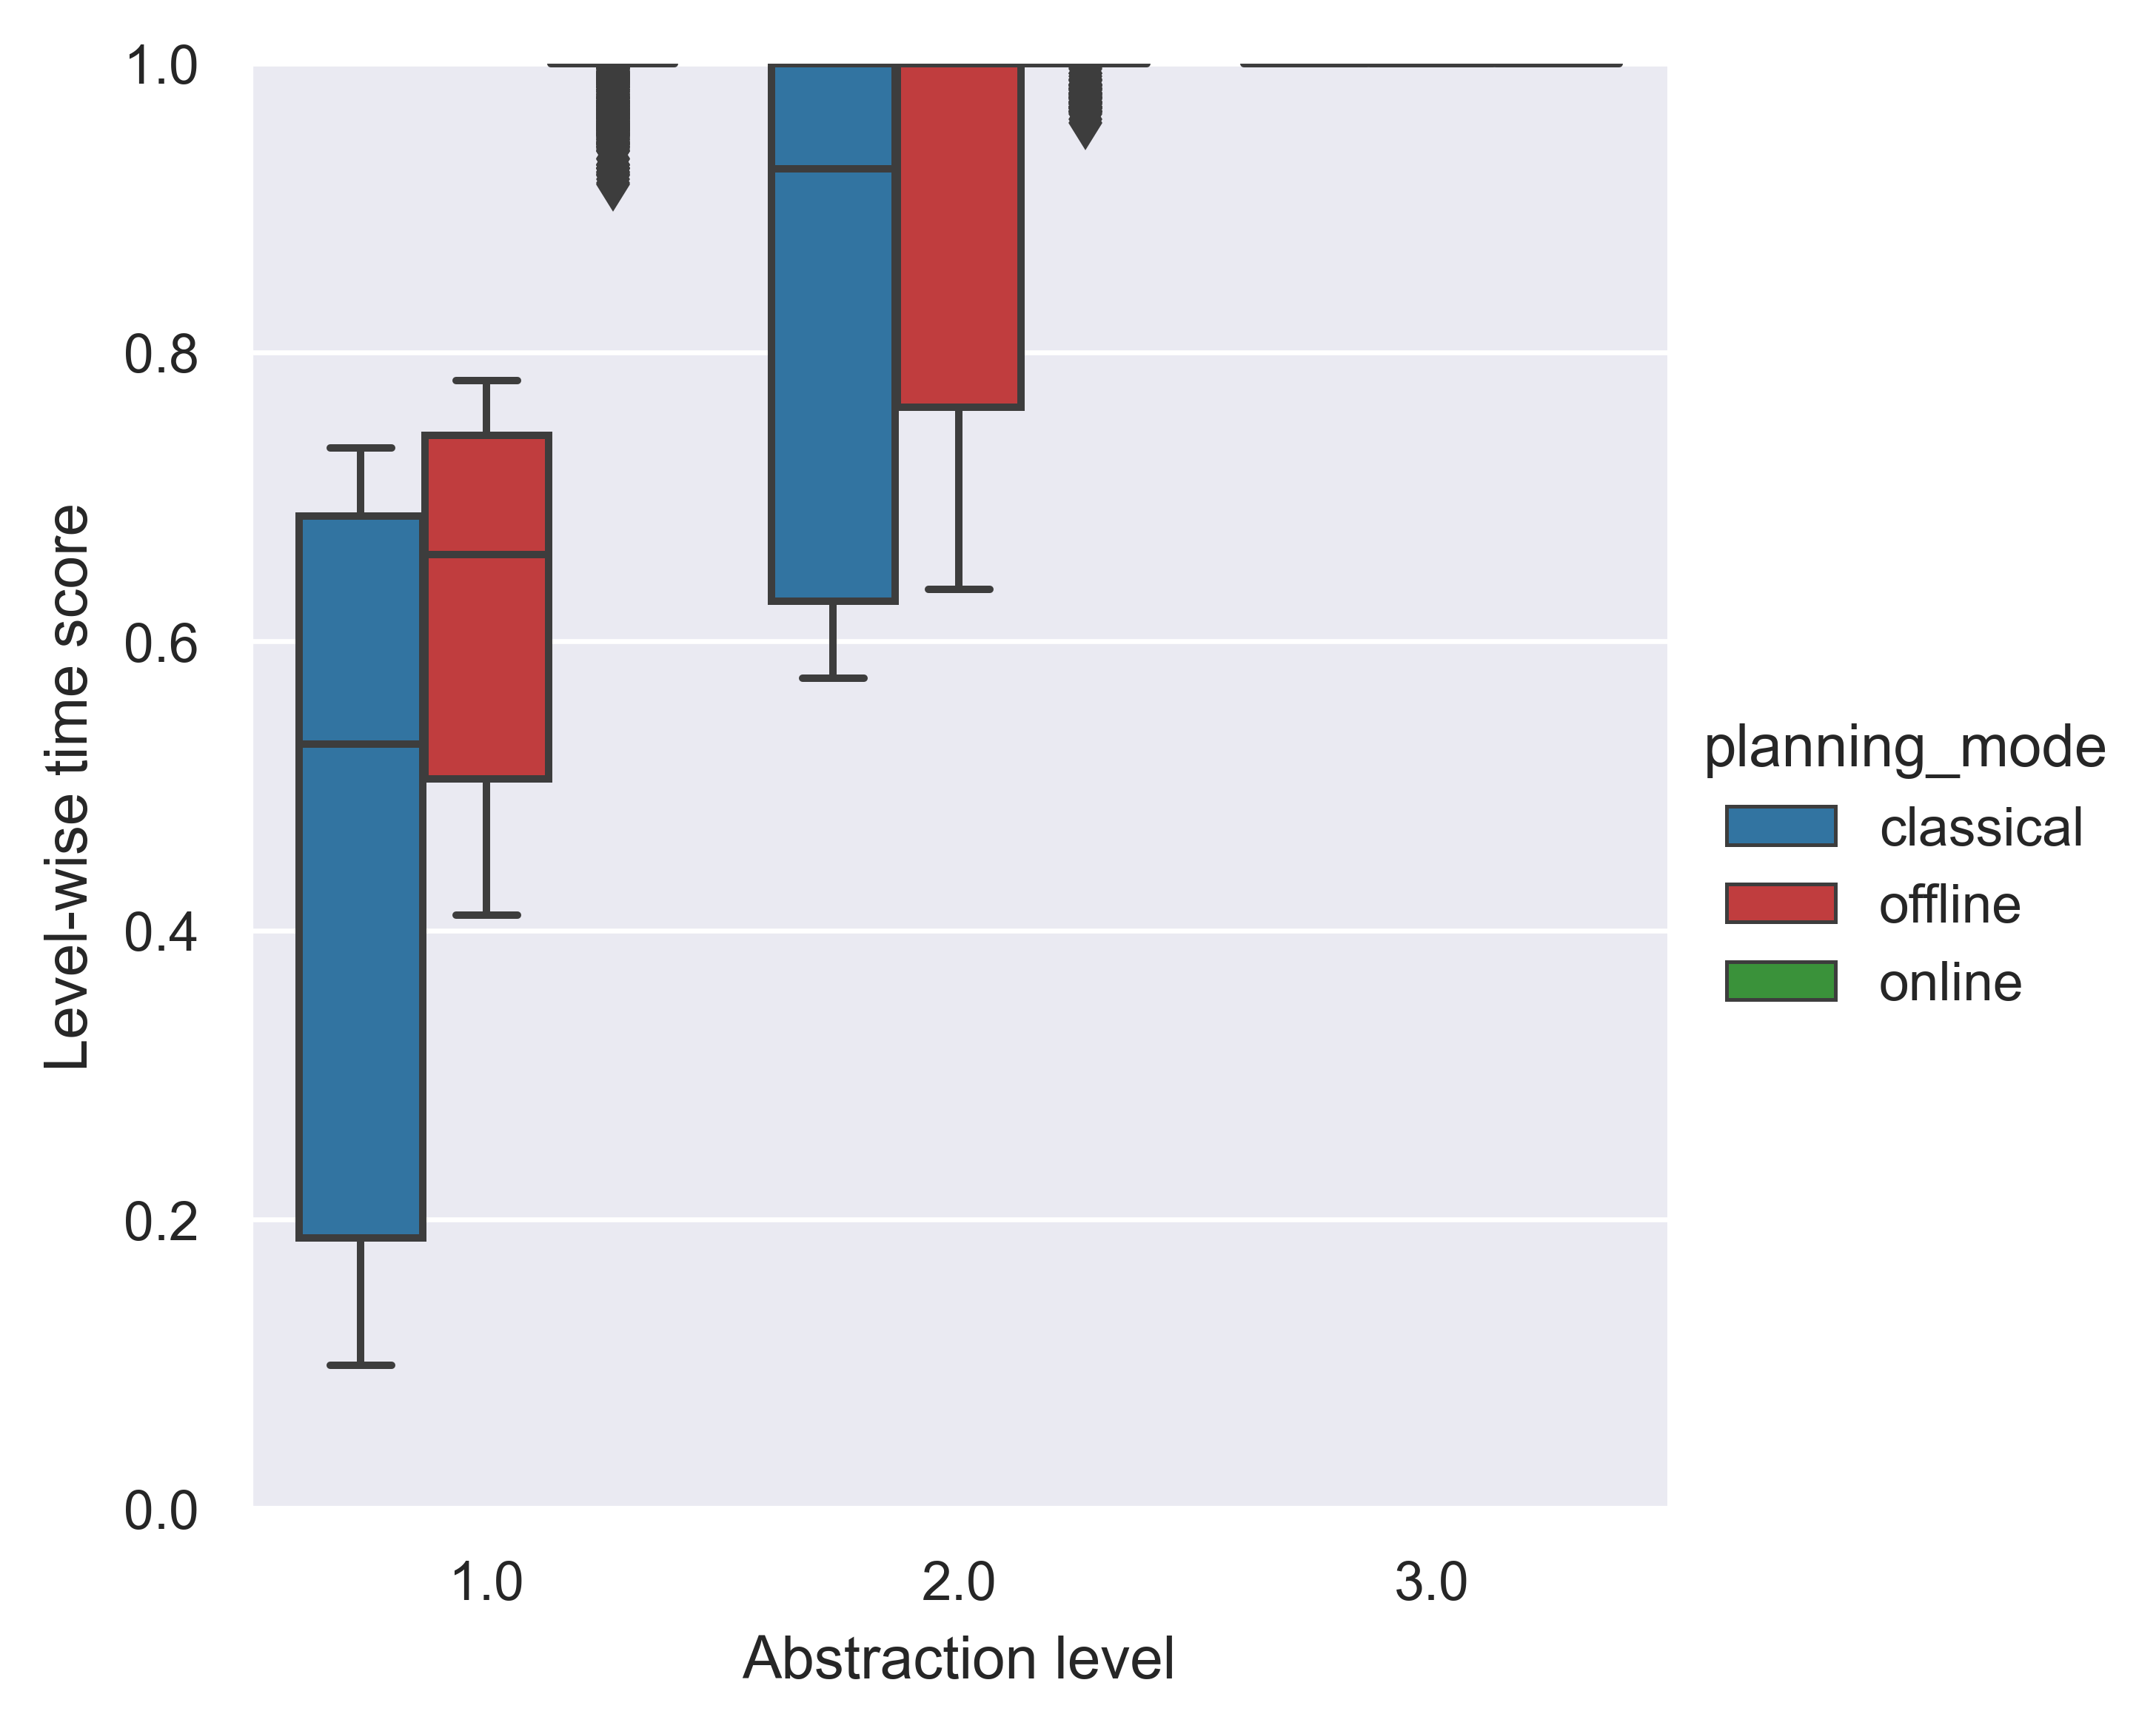 1.0
0.8
0.6
0.4
0.2
0.0
Level-wise time score
1.0 2.0 3.0
Abstraction level
planning_mode
classical
offline
online